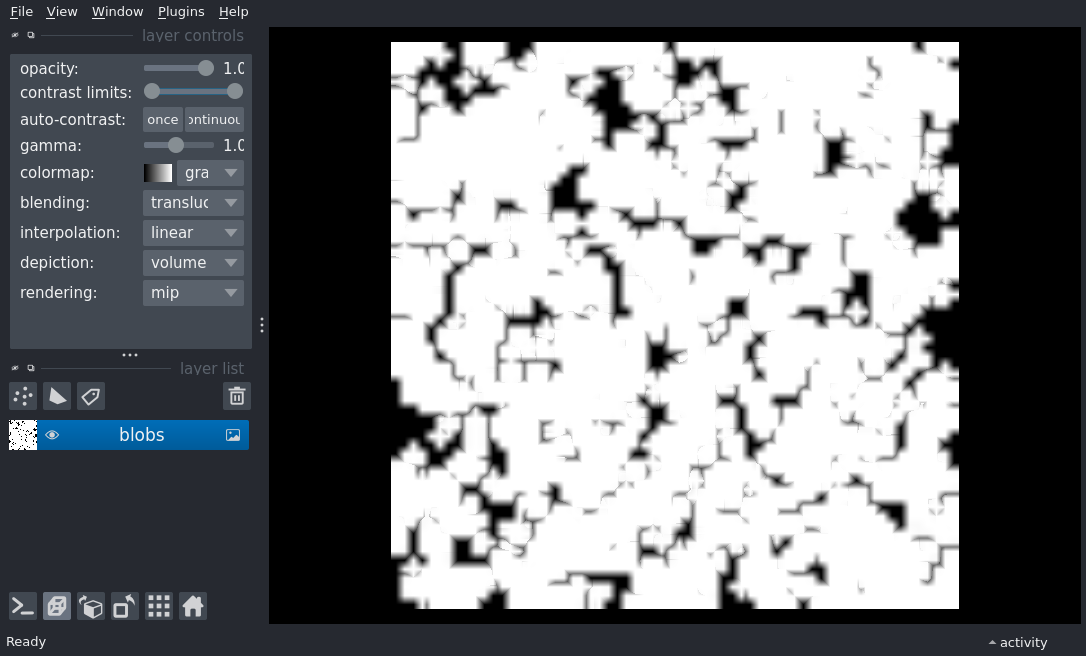 File View Window Plugins Help
layer controls
opacity: 1.0
contrast limits:
auto-contrast: once ontinuou
gamma: 1.0
colormap: gra
blending: transluc
interpolation: linear
depiction: volume
rendering: mip
layer list
blobs
Ready
activity